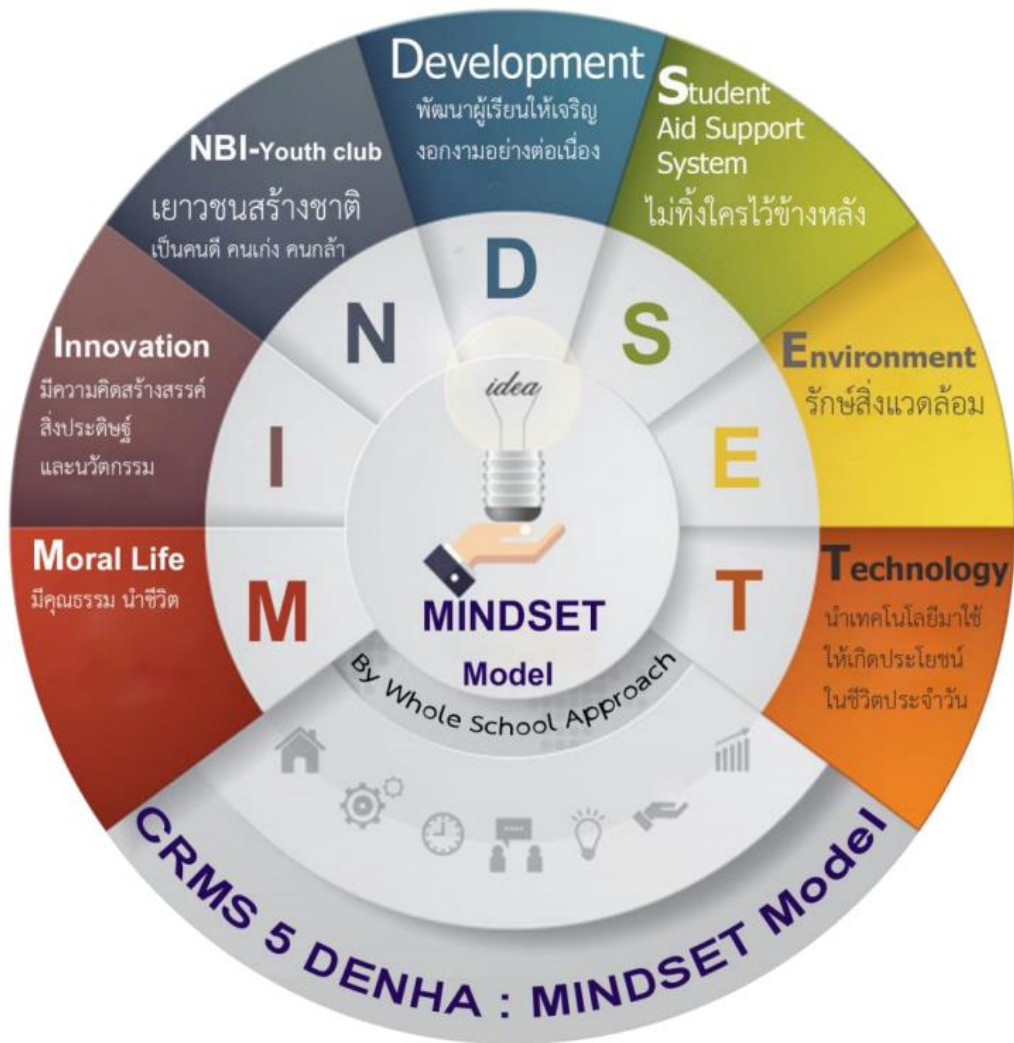 Development
พัฒนาผู้เรียนให้เจริญ
งอกงามอย่างต่อเนื่อง
Student
Aid Support
System
ไม่ทิ้งใครไว้ข้างหลัง
NBI-Youth club
เยาวชนสร้างชาติ
เป็นคนดี คนเก่ง คนกล้า
Innovation
มีความคิดสร้างสรรค์
สิ่งประดิษฐ์
และนวัตกรรม
Environment
รักษ์สิ่งแวดล้อม
Moral Life
มีคุณธรรม นำชีวิต
Technology
นำเทคโนโลยีมาใช้
ให้เกิดประโยชน์
ในชีวิตประจำวัน
M
I
N
D
S
E
T
idea
MINDSET
Model
By Whole School Approach
CRMS 5 DENHA : MINDSET Model